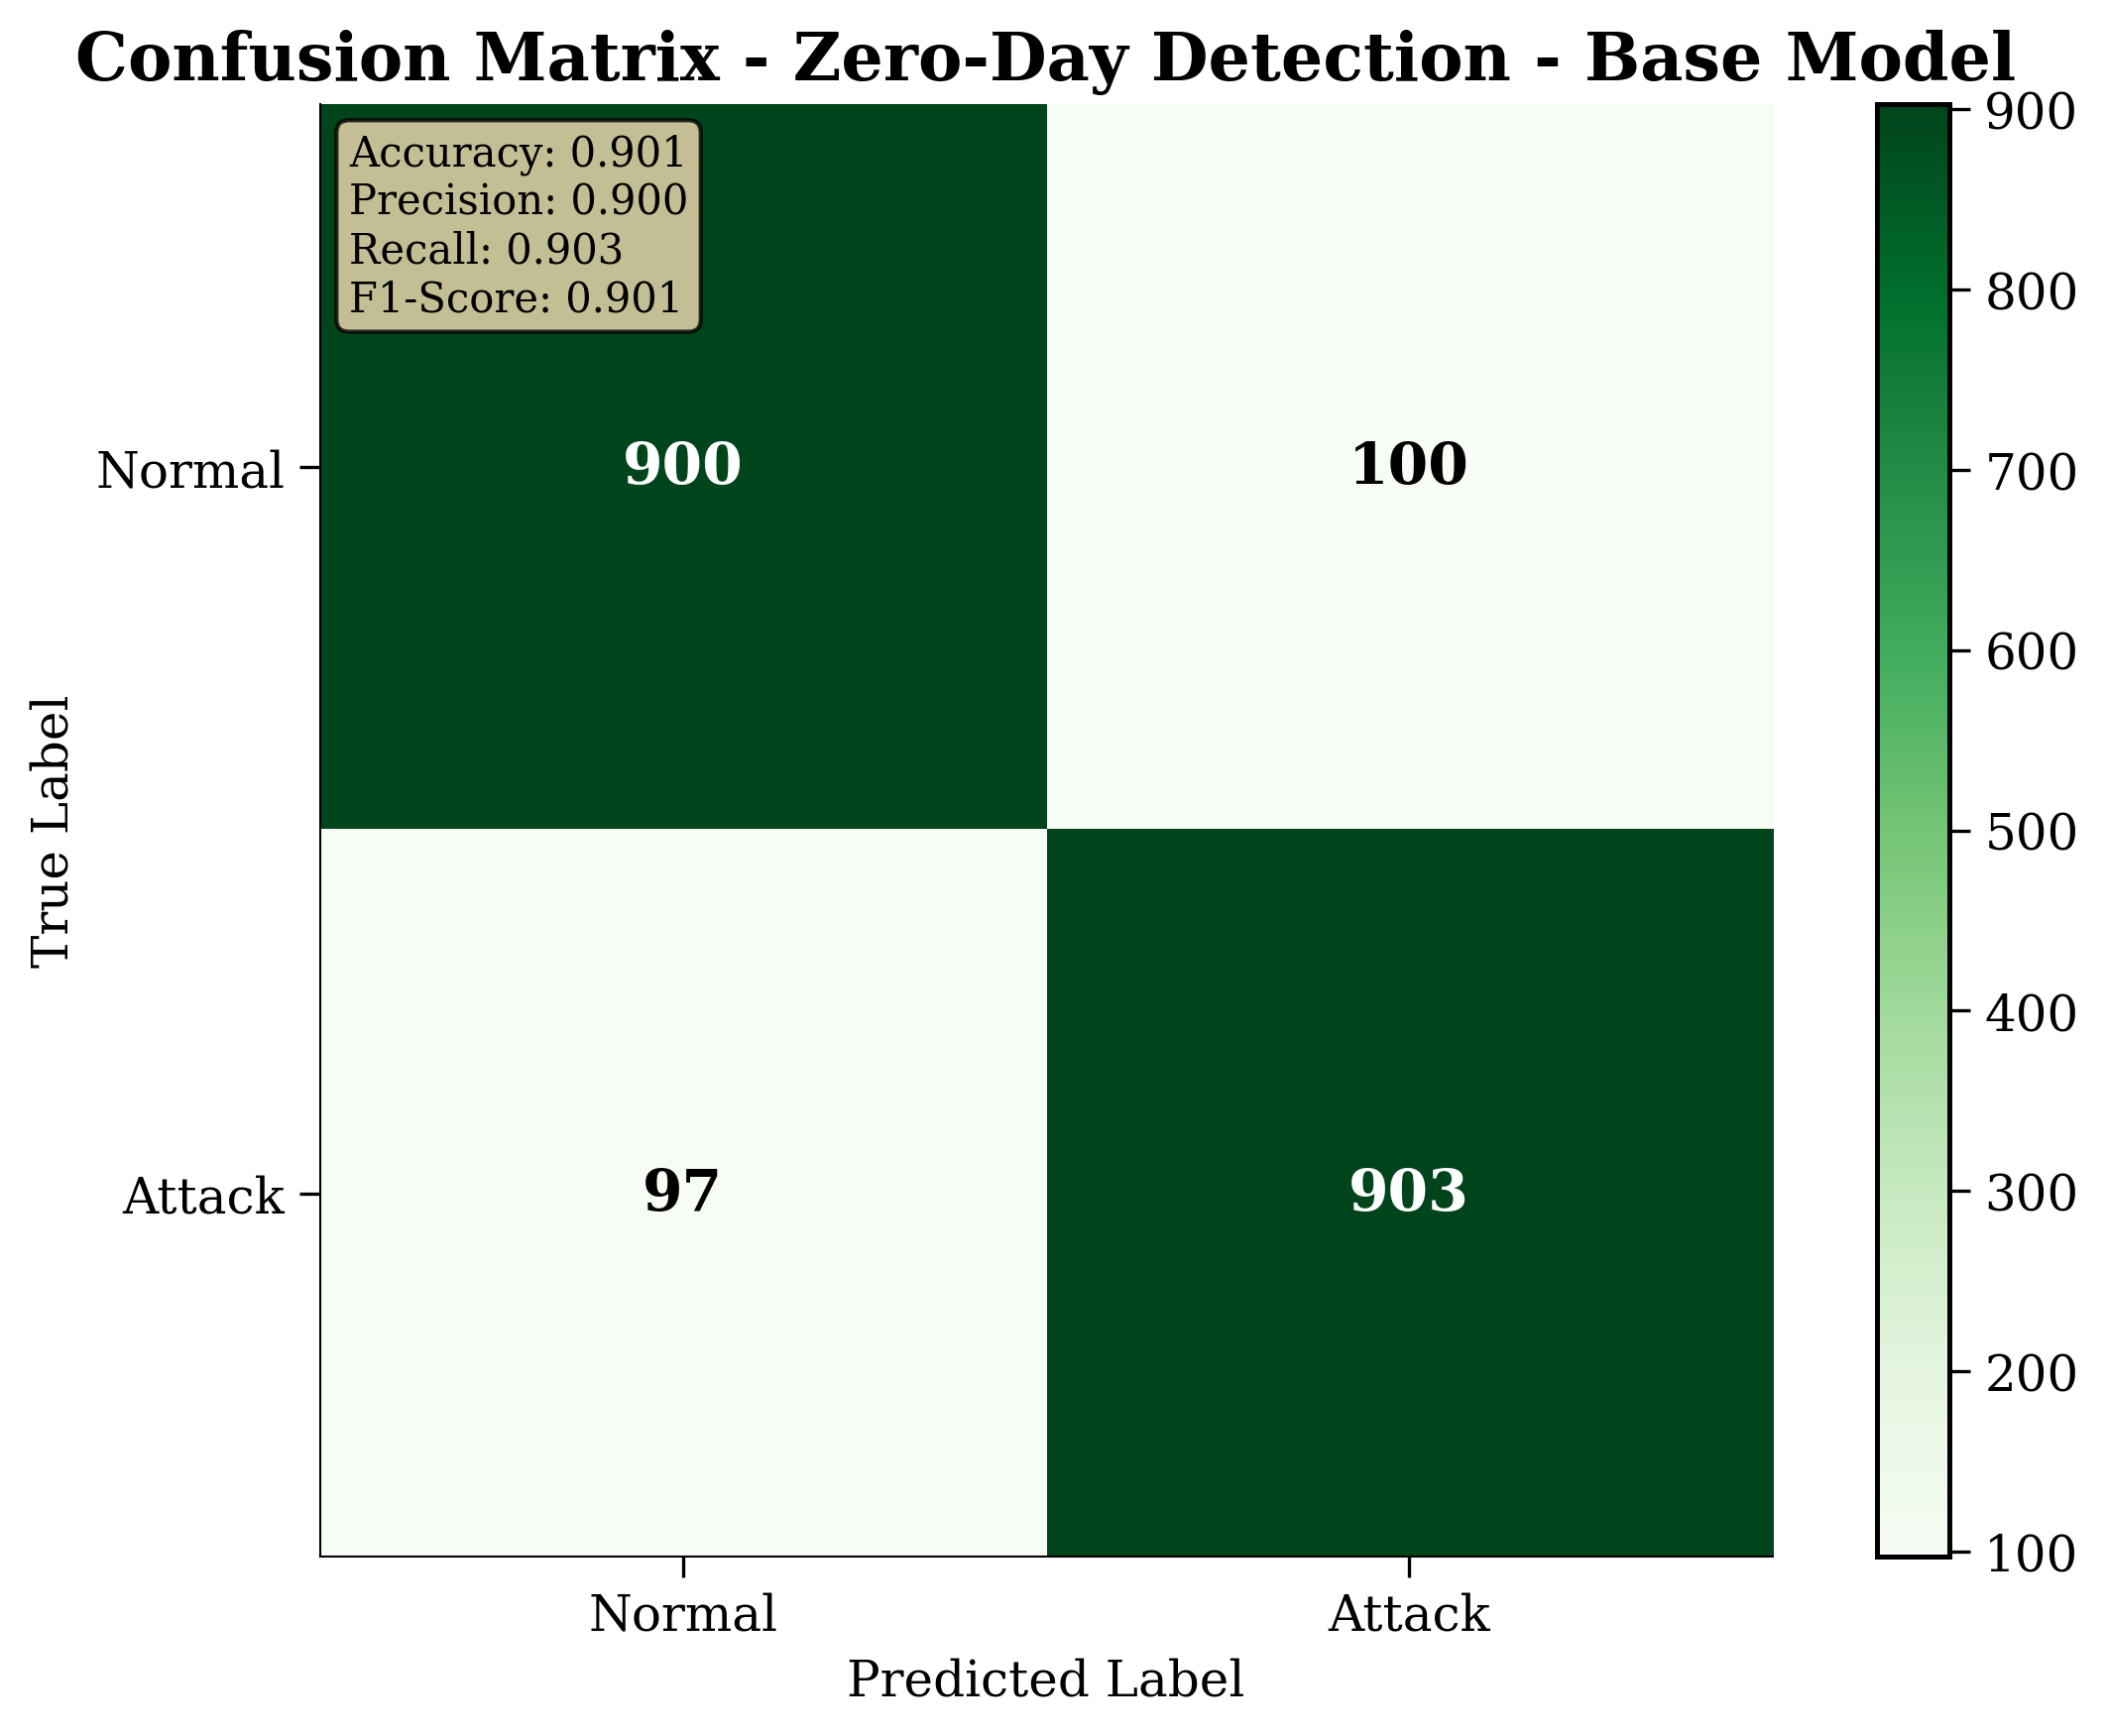 Confusion Matrix - Zero-Day Detection - Base Model
Accuracy: 0.901
Precision: 0.900
Recall: 0.903
F1-Score: 0.901
900
100
97
903
Normal
Attack
True Label
Normal
Attack
Predicted Label
900
800
700
600
500
400
300
200
100